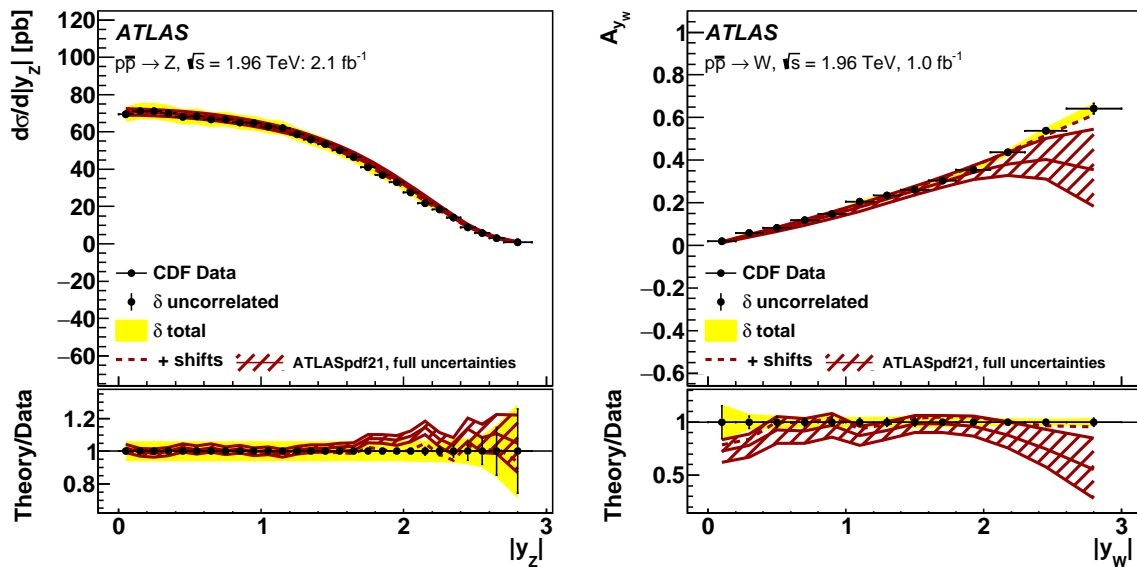 ATLAS
pp̅ → Z, √s = 1.96 TeV: 2.1 fb⁻¹
dσ/d|y_Z| [pb]
120
100
80
60
40
20
0
−20
−40
−60
CDF Data
δ uncorrelated
δ total
+ shifts ATLASpdf21, full uncertainties
Theory/Data
1.2
1
0.8
0 1 2 3
|y_Z|
ATLAS
pp̅ → W, √s = 1.96 TeV, 1.0 fb⁻¹
A_y_W
1
0.8
0.6
0.4
0.2
0
−0.2
−0.4
−0.6
CDF Data
δ uncorrelated
δ total
+ shifts ATLASpdf21, full uncertainties
Theory/Data
1
0.5
0 1 2 3
|y_W|